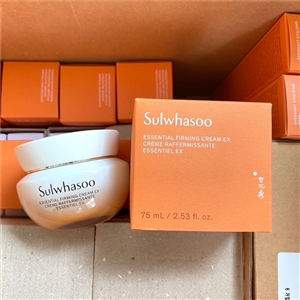 Sulwhasoo
ESSENTIAL FIRMING CREAM EX
CRÈME RAFFERMISSANTE
ESSENTIEL EX
75 mL / 2.53 fl. oz.
Sulwhasoo
ESSENTIAL FIRMING CREAM EX
CRÈME RAFFERMISSANTE
ESSENTIEL EX